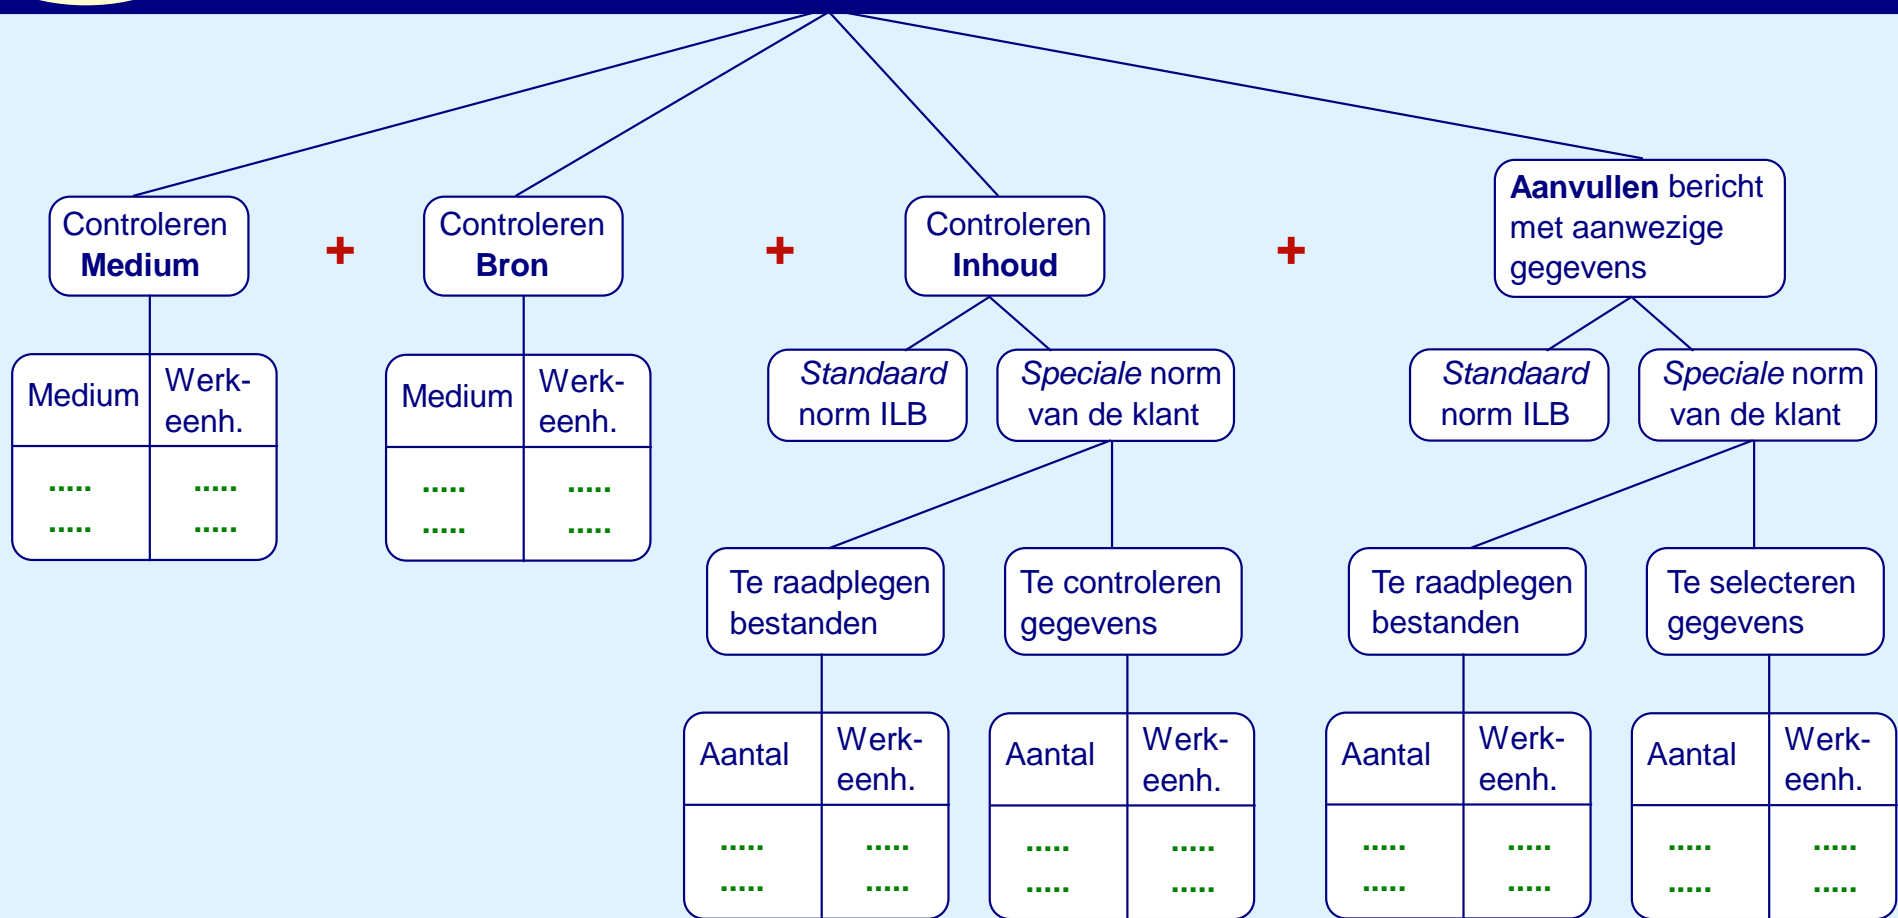 Controleren
Medium
+
Controleren
Bron
+
Controleren
Inhoud
+
Aanvullen bericht
met aanwezige
gegevens
Medium
Werk-
eenh.
.....
.....
.....
.....
Medium
Werk-
eenh.
.....
.....
.....
.....
Standaard
norm ILB
Speciale norm
van de klant
Standaard
norm ILB
Speciale norm
van de klant
Te raadplegen
bestanden
Te controleren
gegevens
Te raadplegen
bestanden
Te selecteren
gegevens
Aantal
Werk-
eenh.
.....
.....
.....
.....
Aantal
Werk-
eenh.
.....
.....
.....
.....
Aantal
Werk-
eenh.
.....
.....
.....
.....
Aantal
Werk-
eenh.
.....
.....
.....
.....